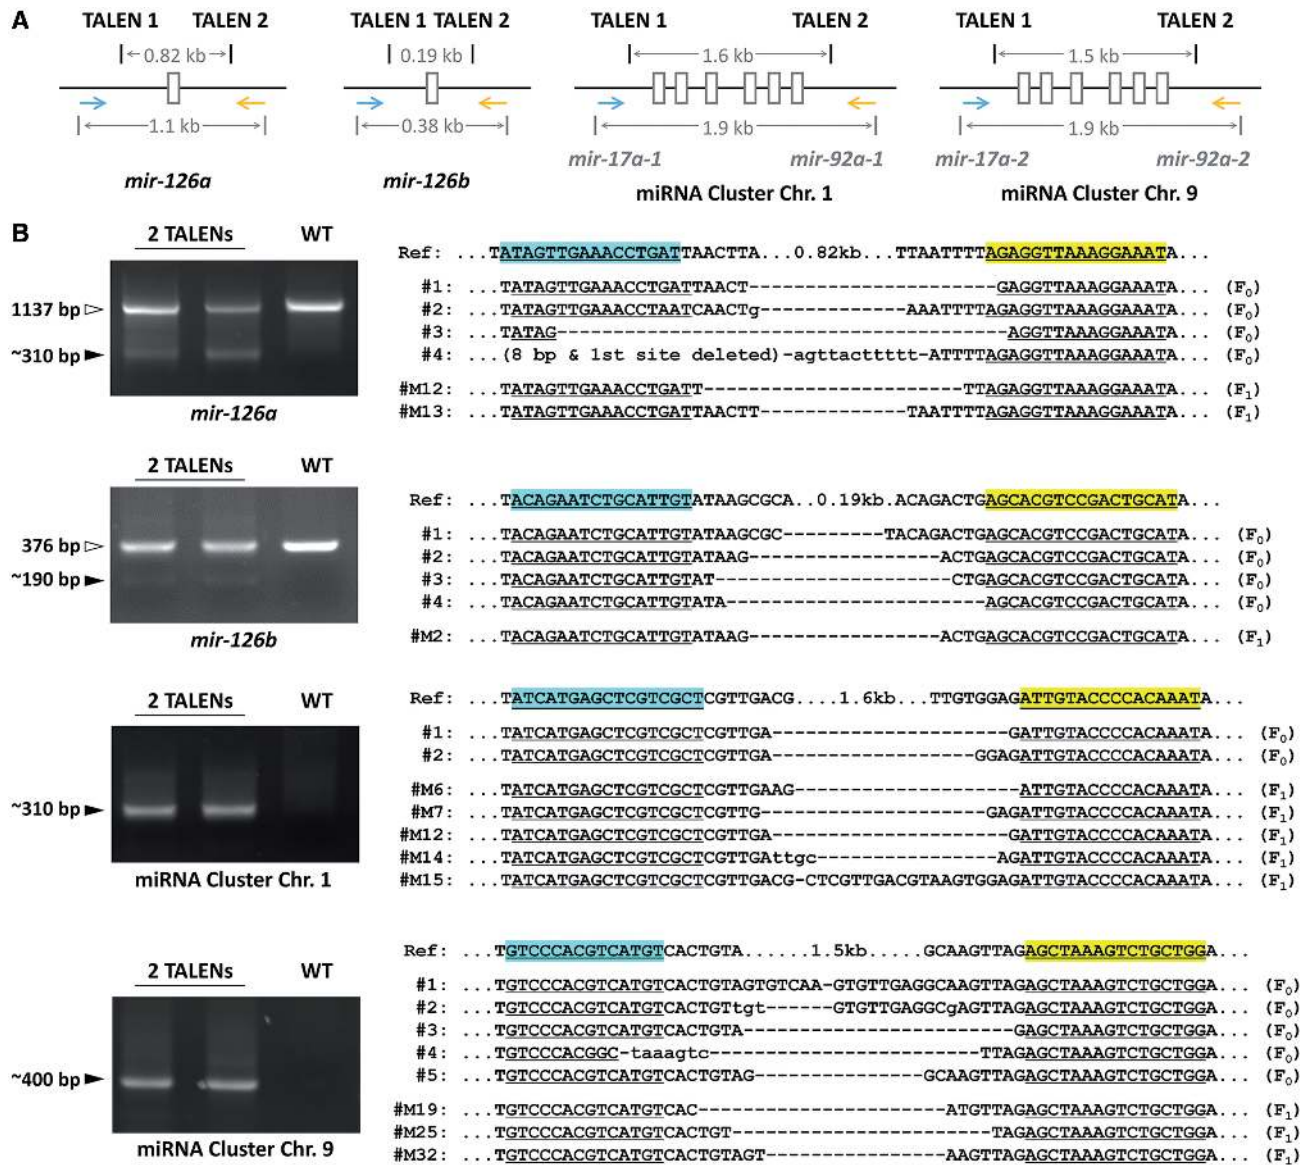 A
TALEN 1 TALEN 2 TALEN 1 TALEN 2 TALEN 1 TALEN 2 TALEN 1 TALEN 2
0.82 kb 0.19 kb 1.6 kb 1.5 kb
1.1 kb 0.38 kb 1.9 kb 1.9 kb
mir-17a-1 mir-92a-1 mir-17a-2 mir-92a-2
mir-126a mir-126b miRNA Cluster Chr. 1 miRNA Cluster Chr. 9
B
2 TALENs WT
1137 bp
~310 bp
mir-126a
Ref: ...TATAGTTGAAACCTGATTAACTTA...0.82kb...TTAATTTTAGAGGTTAAAGGAAATA...
#1: ...TATAGTTGAAACCTGATTAACT----------------------GAGGTTAAAGGAAATA... (F0)
#2: ...TATAGTTGAAACCTAATCAACTg-------------AAATTTTAGAGGTTAAAGGAAATA... (F0)
#3: ...TATAG----------------------------------------AGGTTAAAGGAAATA... (F0)
#4: ...(8 bp & 1st site deleted)-agttacttttt-ATTTTAGAGGTTAAAGGAAATA... (F0)
#M12: ...TATAGTTGAAACCTGATT-----------------------TTAGAGGTTAAAGGAAATA... (F1)
#M13: ...TATAGTTGAAACCTGATTAACTT-------------TAATTTTAGAGGTTAAAGGAAATA... (F1)
2 TALENs WT
376 bp
~190 bp
mir-126b
Ref: ...TACAGAATCTGCATTGTATAAGCGCA..0.19kb.ACAGACTGAGCACGTCCGACTGCATA...
#1: ...TACAGAATCTGCATTGTATAAGCGC---------TACAGACTGAGCACGTCCGACTGCATA... (F0)
#2: ...TACAGAATCTGCATTGTATAAG-----------------ACTGAGCACGTCCGACTGCATA... (F0)
#3: ...TACAGAATCTGCATTGTAT---------------------CTGAGCACGTCCGACTGCATA... (F0)
#4: ...TACAGAATCTGCATTGTATA-----------------------AGCACGTCCGACTGCATA... (F0)
#M2: ...TACAGAATCTGCATTGTATAAG-----------------ACTGAGCACGTCCGACTGCATA... (F1)
2 TALENs WT
~310 bp
miRNA Cluster Chr. 1
Ref: ...TATCATGAGCTCGTCGCTCGTTGACG....1.6kb...TTGTGGAGATTGTACCCCACAAATA...
#1: ...TATCATGAGCTCGTCGCTCGTTGA---------------------GATTGTACCCCACAAATA... (F0)
#2: ...TATCATGAGCTCGTCGCTCGTTGA------------------GGAGATTGTACCCCACAAATA... (F0)
#M6: ...TATCATGAGCTCGTCGCTCGTTGAAG--------------------ATTGTACCCCACAAATA... (F1)
#M7: ...TATCATGAGCTCGTCGCTCGTTG--------------------GAGATTGTACCCCACAAATA... (F1)
#M12: ...TATCATGAGCTCGTCGCTCGTTGA---------------------GATTGTACCCCACAAATA... (F1)
#M14: ...TATCATGAGCTCGTCGCTCGTTGAttgc----------------AGATTGTACCCCACAAATA... (F1)
#M15: ...TATCATGAGCTCGTCGCTCGTTGACG-CTCGTTGACGTAAGTGGAGATTGTACCCCACAAATA... (F1)
2 TALENs WT
~400 bp
miRNA Cluster Chr. 9
Ref: ...TGTCCCACGTCATGTCACTGTA......1.5kb.....GCAAGTTAGAGCTAAAGTCTGCTGGA...
#1: ...TGTCCCACGTCATGTCACTGTAGTGTCAA-GTGTTGAGGCAAGTTAGAGCTAAAGTCTGCTGGA... (F0)
#2: ...TGTCCCACGTCATGTCACTGTtgt------GTGTTGAGGCgAGTTAGAGCTAAAGTCTGCTGGA... (F0)
#3: ...TGTCCCACGTCATGTCACTGTA------------------------GAGCTAAAGTCTGCTGGA... (F0)
#4: ...TGTCCCACGGC-taaagtc------------------------TTAGAGCTAAAGTCTGCTGGA... (F0)
#5: ...TGTCCCACGTCATGTCACTGTAG---------------GCAAGTTAGAGCTAAAGTCTGCTGGA... (F0)
#M19: ...TGTCCCACGTCATGTCAC----------------------ATGTTAGAGCTAAAGTCTGCTGGA... (F1)
#M25: ...TGTCCCACGTCATGTCACTGT-----------------------TAGAGCTAAAGTCTGCTGGA... (F1)
#M32: ...TGTCCCACGTCATGTCACTGTAGT----------------AAGTTAGAGCTAAAGTCTGCTGGA... (F1)